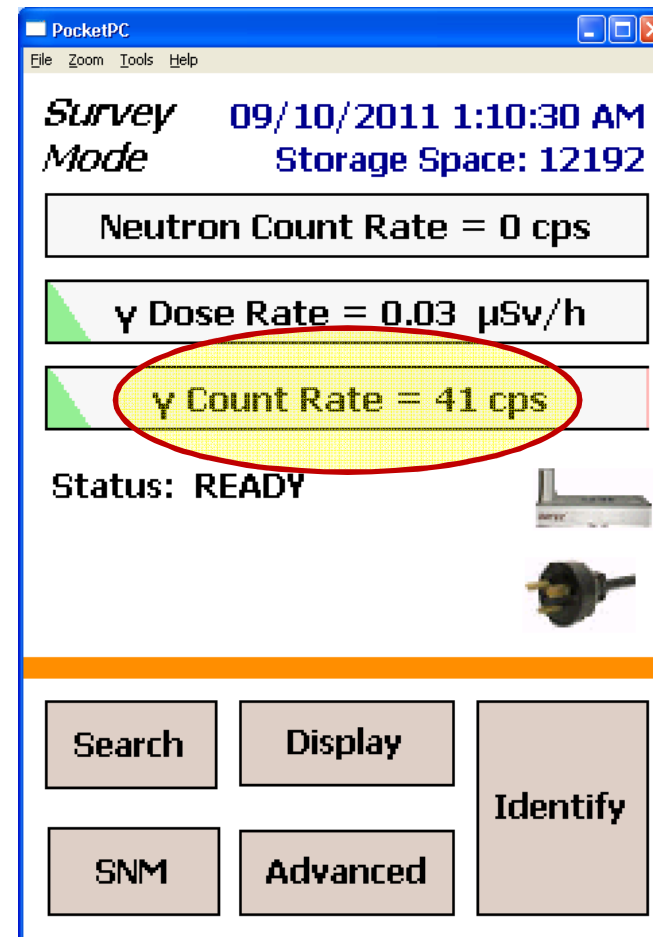 PocketPC
File Zoom Tools Help
Survey 09/10/2011 1:10:30 AM
Mode Storage Space: 12192
Neutron Count Rate = 0 cps
γ Dose Rate = 0.03 µSv/h
γ Count Rate = 41 cps
Status: READY
Search Display
Identify
SNM Advanced